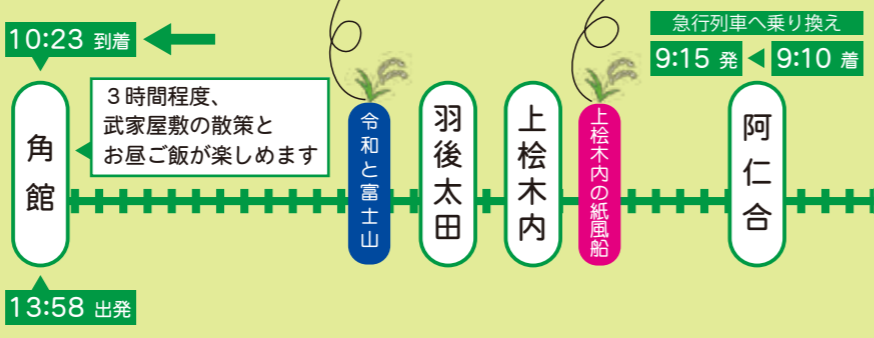 急行列車へ乗り換え
10:23 到着
9:15 発
9:10 着
3時間程度、
武家屋敷の散策と
お昼ご飯が楽しめます
角館
令和と富士山
羽後太田
上桧木内
上桧木内の紙風船
阿仁合
13:58 出発